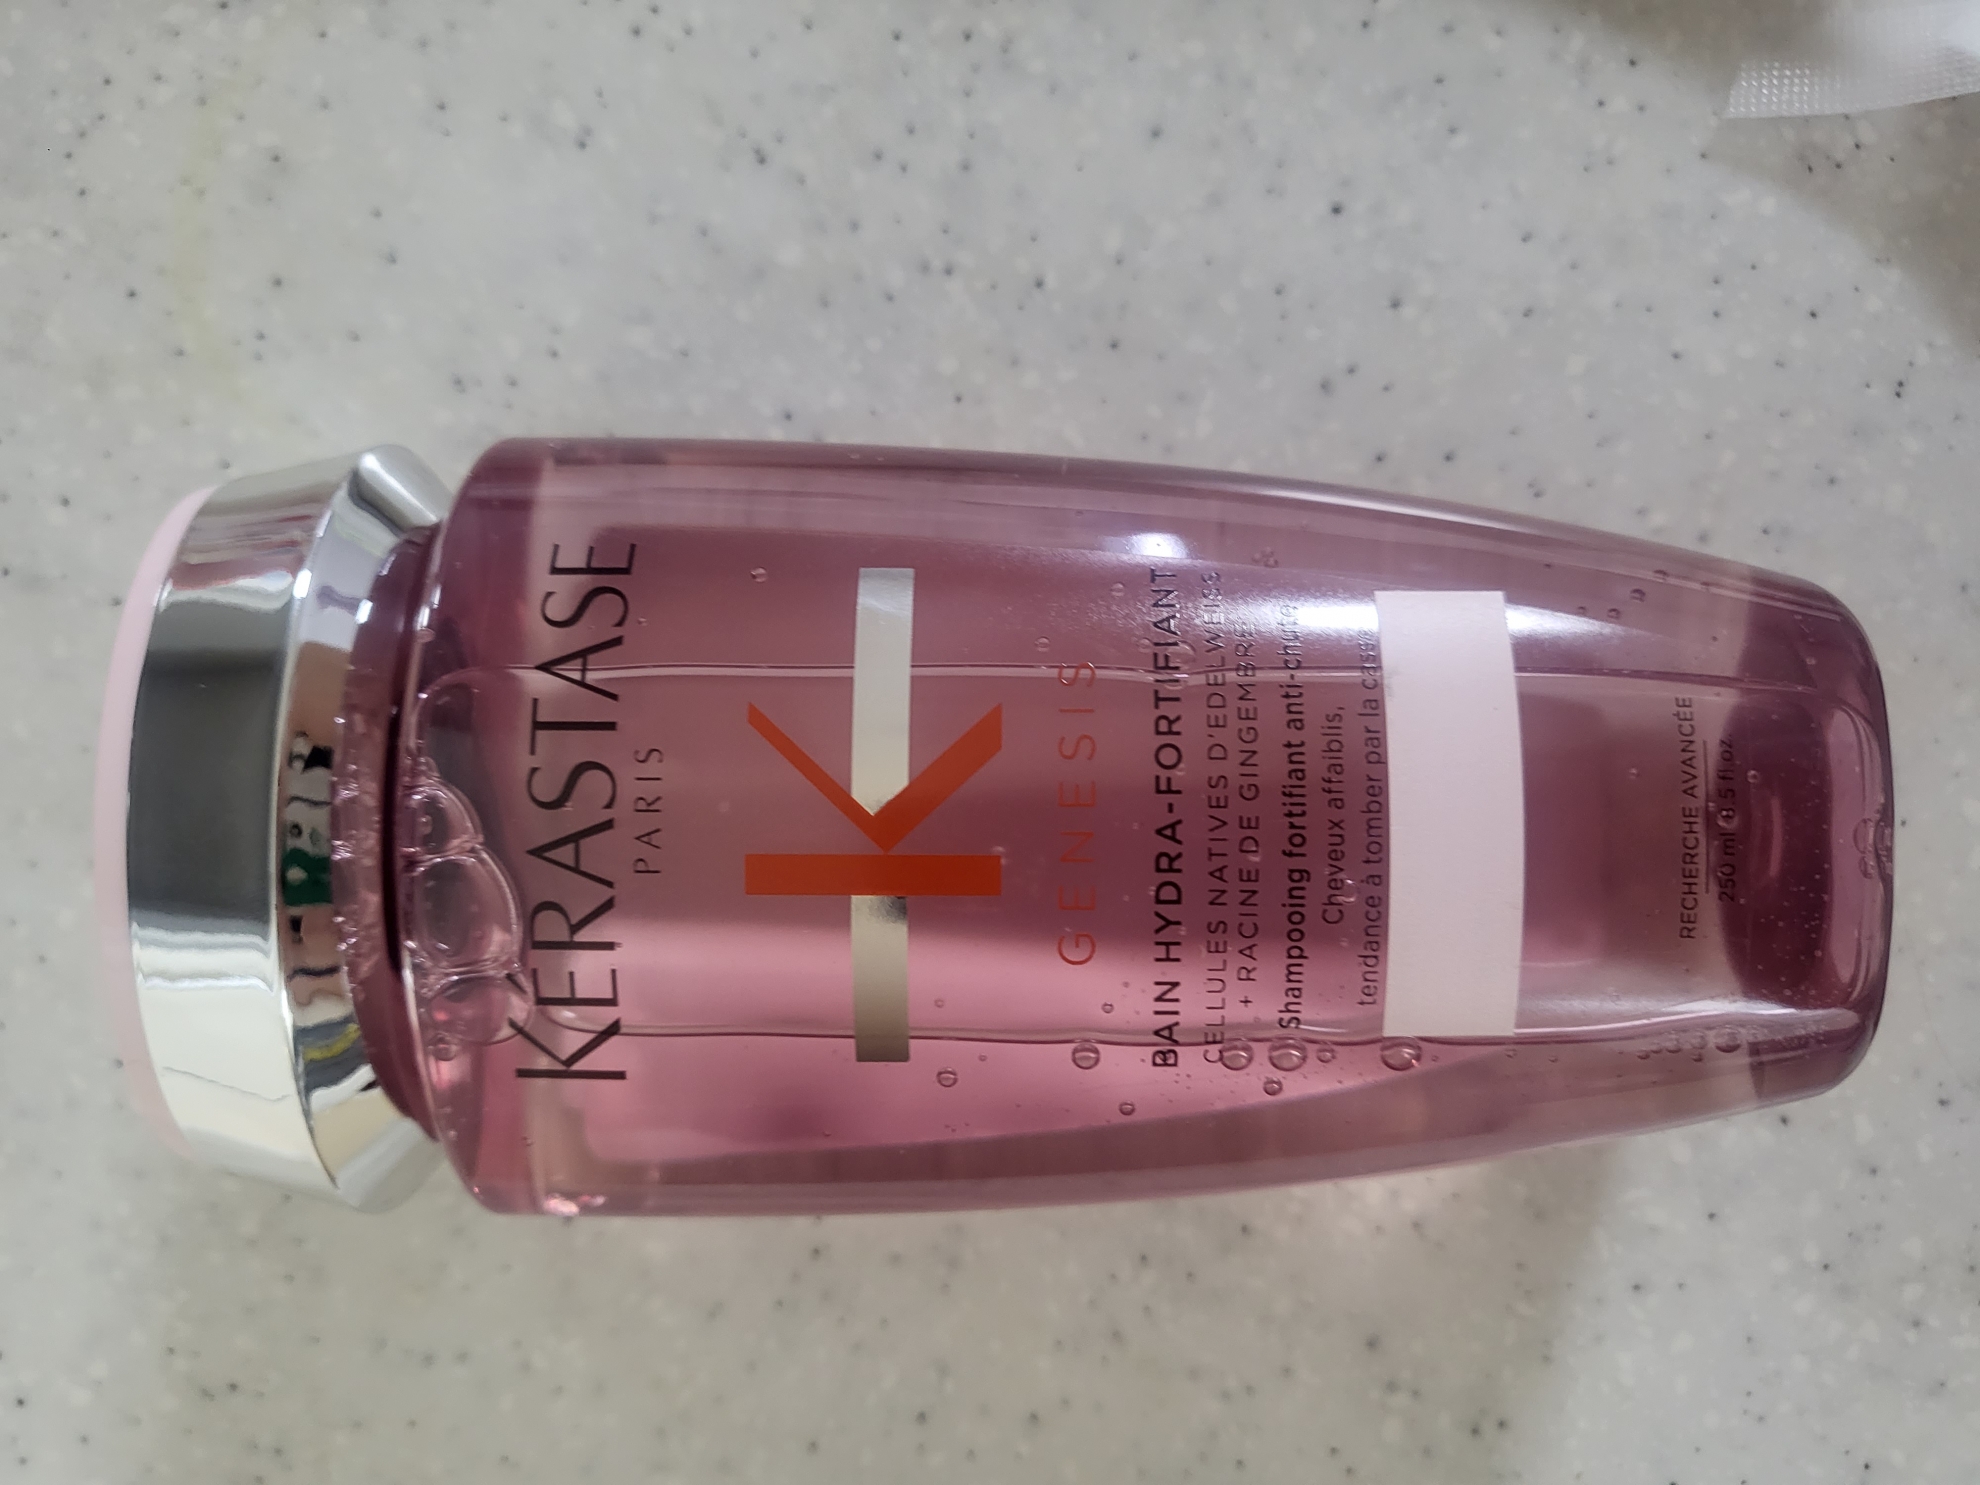 KÉRASTASE
PARIS
K
GENESIS
BAIN HYDRA-FORTIFIANT
CELLULES NATIVES D'EDELWEISS
+ RACINE DE GINGEMBRE
Shampooing fortifiant anti-chute
Cheveux affaiblis,
tendance à tomber par la casse
RECHERCHE AVANCÉE
250 ml 8.5 fl.oz.